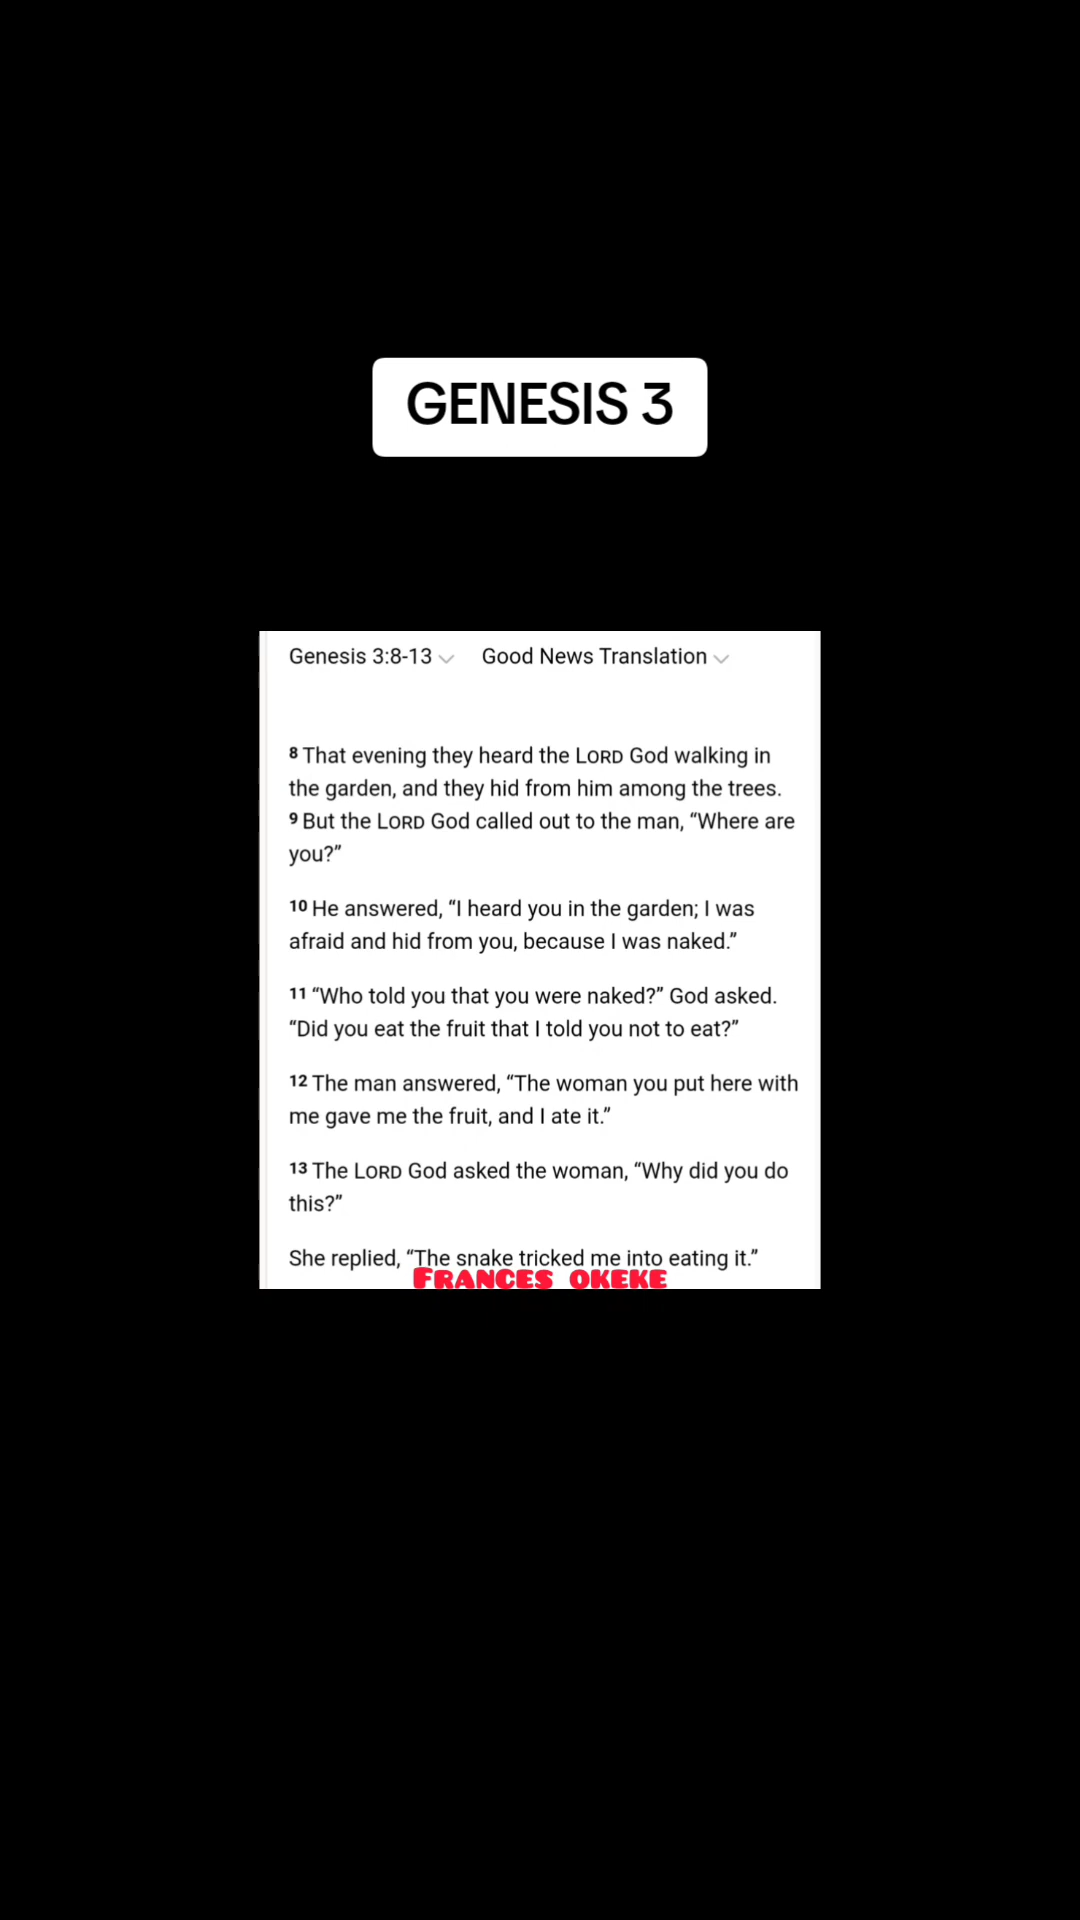 GENESIS 3
Genesis 3:8-13 Good News Translation
8 That evening they heard the LORD God walking in
the garden, and they hid from him among the trees.
9 But the LORD God called out to the man, “Where are
you?”
10 He answered, “I heard you in the garden; I was
afraid and hid from you, because I was naked.”
11 “Who told you that you were naked?” God asked.
“Did you eat the fruit that I told you not to eat?”
12 The man answered, “The woman you put here with
me gave me the fruit, and I ate it.”
13 The LORD God asked the woman, “Why did you do
this?”
She replied, “The snake tricked me into eating it.”
FRANCES OKEKE